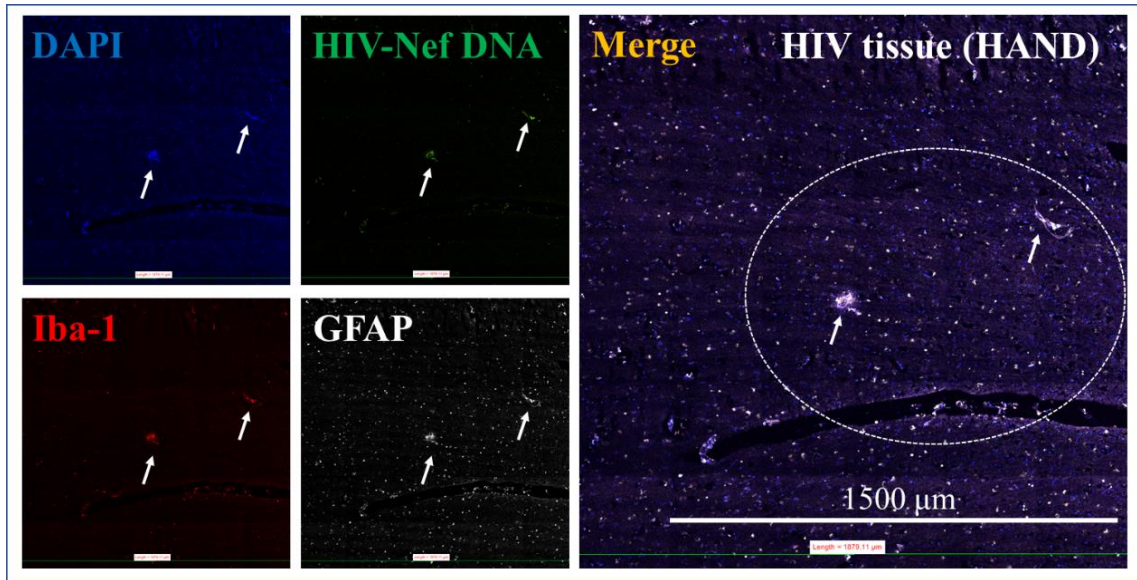 DAPI
HIV-Nef DNA
Merge
HIV tissue (HAND)
Iba-1
GFAP
1500 µm
Length = 1879.11 µm